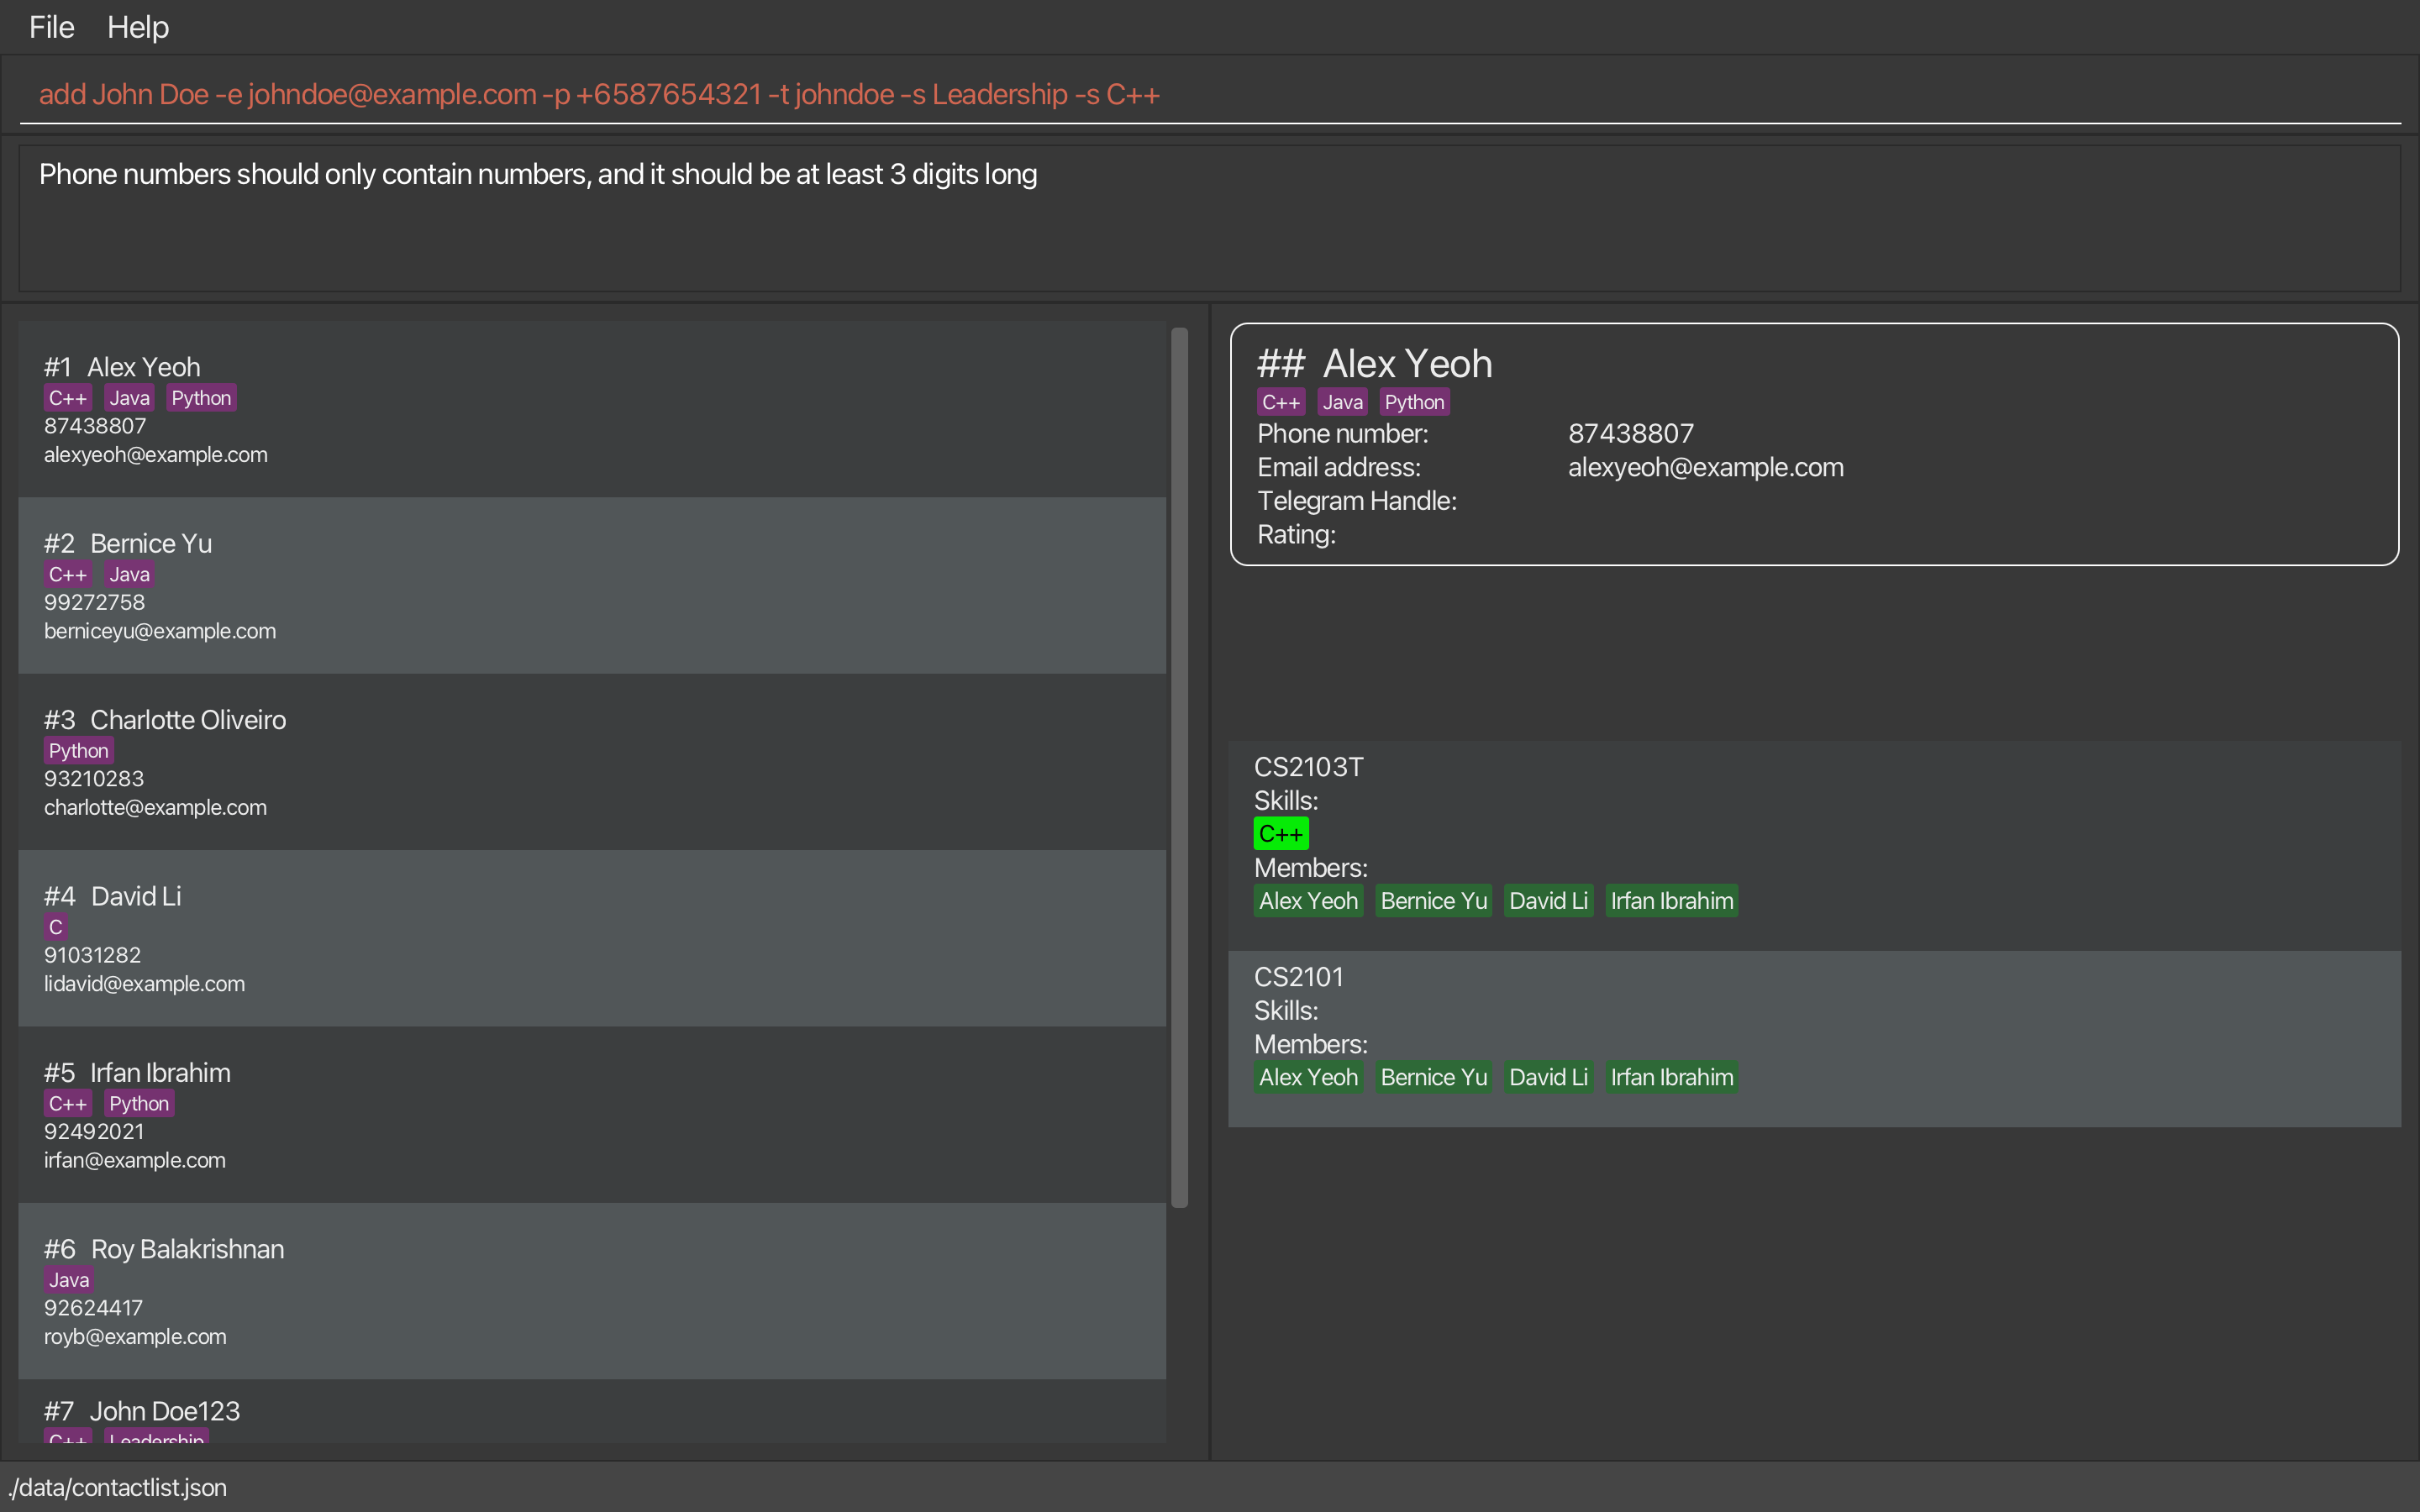 File Help
add John Doe -e johndoe@example.com -p +6587654321 -t johndoe -s Leadership -s C++
Phone numbers should only contain numbers, and it should be at least 3 digits long
#1 Alex Yeoh
C++ Java Python
87438807
alexyeoh@example.com
#2 Bernice Yu
C++ Java
99272758
berniceyu@example.com
#3 Charlotte Oliveiro
Python
93210283
charlotte@example.com
#4 David Li
C
91031282
lidavid@example.com
#5 Irfan Ibrahim
C++ Python
92492021
irfan@example.com
#6 Roy Balakrishnan
Java
92624417
royb@example.com
#7 John Doe123
C++ Leadership
## Alex Yeoh
C++ Java Python
Phone number: 87438807
Email address: alexyeoh@example.com
Telegram Handle:
Rating:
CS2103T
Skills:
C++
Members:
Alex Yeoh Bernice Yu David Li Irfan Ibrahim
CS2101
Skills:
Members:
Alex Yeoh Bernice Yu David Li Irfan Ibrahim
./data/contactlist.json